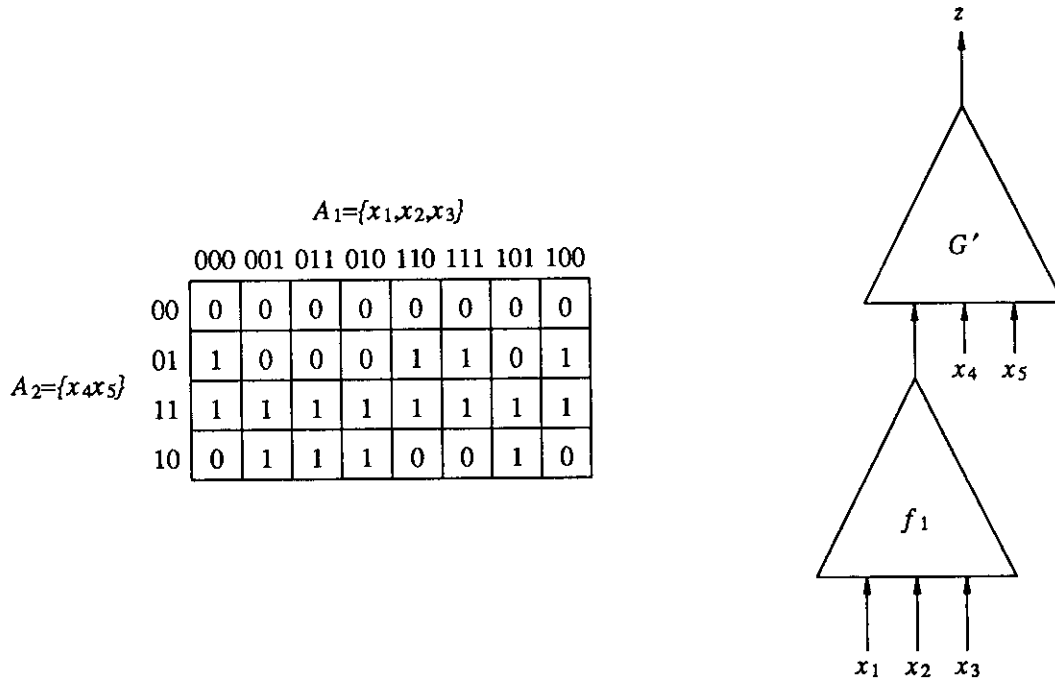 A1={x1,x2,x3}
000 001 011 010 110 111 101 100
00 0 0 0 0 0 0 0 0
01 1 0 0 0 1 1 0 1
A2={x4x5}
11 1 1 1 1 1 1 1 1
10 0 1 1 1 0 0 1 0
z
G′
x4 x5
f1
x1 x2 x3